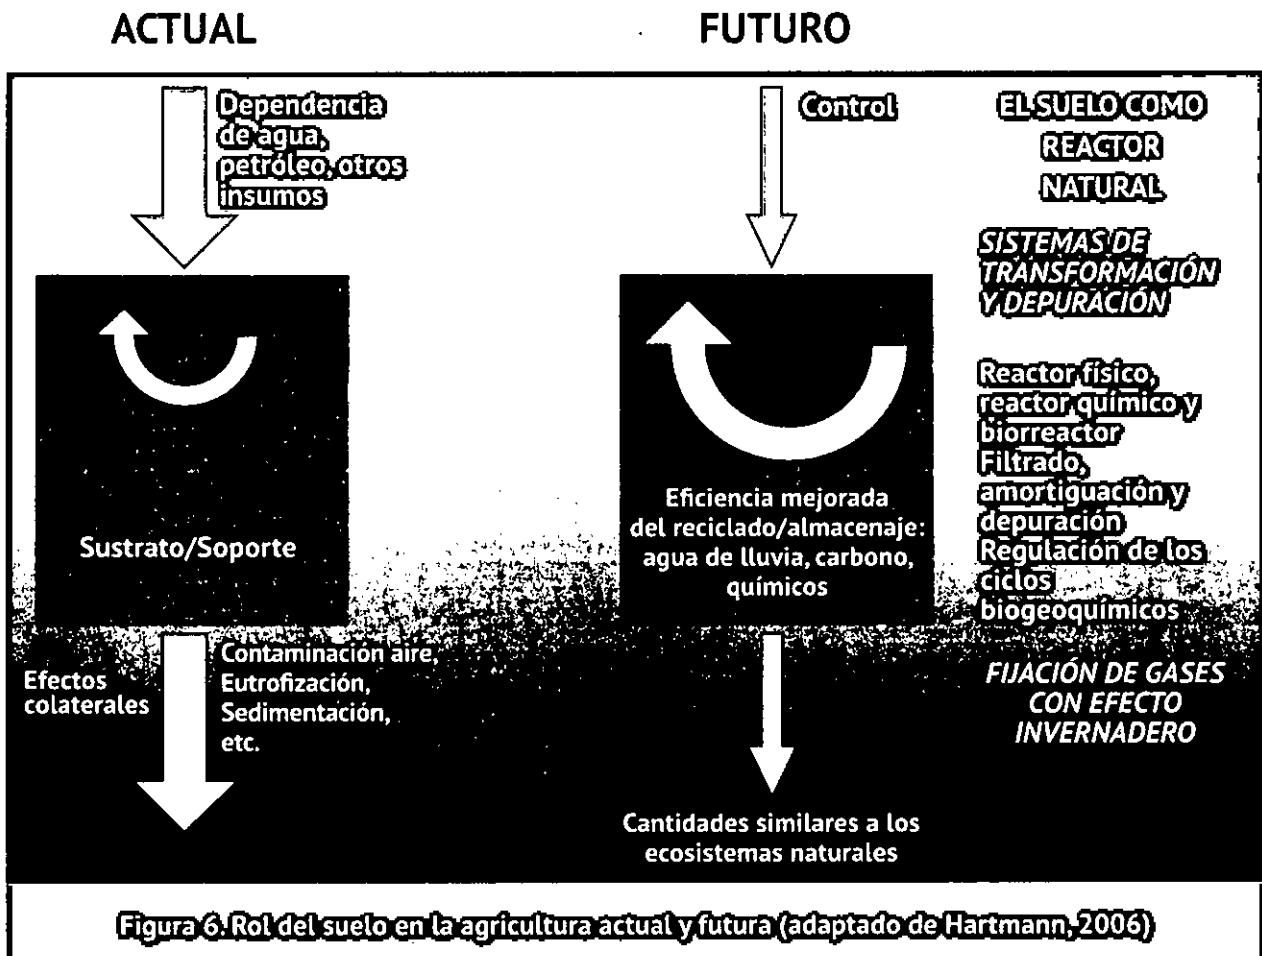 ACTUAL
FUTURO
Dependencia
de agua,
petróleo, otros
insumos
Sustrato/Soporte
Efectos
colaterales
Contaminación aire,
Eutrofización,
Sedimentación,
etc.
Control
Eficiencia mejorada
del reciclado/almacenaje:
agua de lluvia, carbono,
químicos
Cantidades similares a los
ecosistemas naturales
EL SUELO COMO
REACTOR
NATURAL
SISTEMAS DE
TRANSFORMACIÓN
Y DEPURACIÓN
Reactor físico,
reactor químico y
biorreactor
Filtrado,
amortiguación y
depuración
Regulación de los
ciclos
biogeoquímicos
FIJACIÓN DE GASES
CON EFECTO
INVERNADERO
Figura 6. Rol del suelo en la agricultura actual y futura (adaptado de Hartmann, 2006)